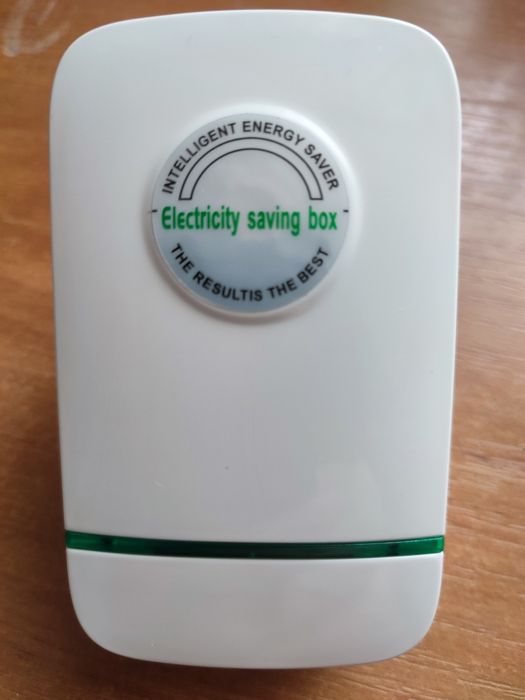 INTELLIGENT ENERGY SAVER
Electricity saving box
THE RESULTIS THE BEST